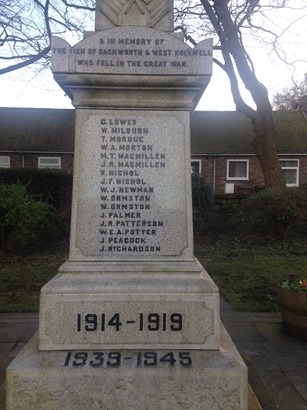 & IN MEMORY OF
THE MEN OF BACKWORTH & WEST HOLYWELL
WHO FELL IN THE GREAT WAR.
G. LOWES
W. MILBURN
T. MORDUE
W. A. MORTON
M. T. MACMILLEN
J. R. MACMILLEN
R. NICHOL
J. F. NICHOL
W. J. NEWMAN
W. ORMSTON
W. ORMSTON
J. PALMER
J. R. PATTERSON
W. E. A. POTTER
J. PEACOCK
J. RICHARDSON
1914 – 1919
1939 – 1945